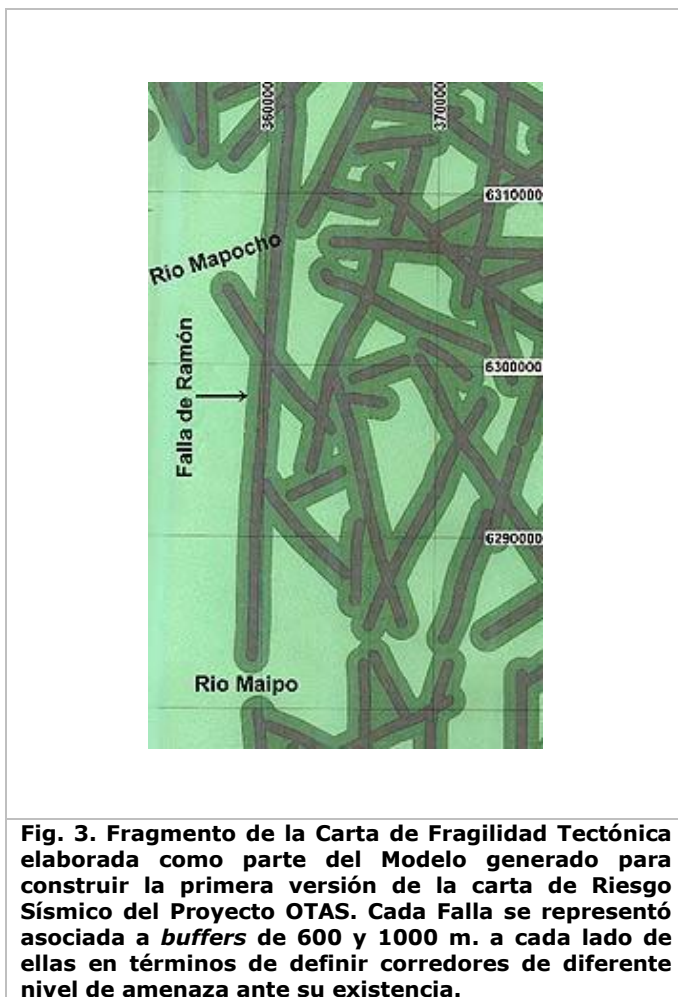 360000
370000
6310000
Rio Mapocho
6300000
Falla de Ramón
6290000
Rio Maipo
Fig. 3. Fragmento de la Carta de Fragilidad Tectónica
elaborada como parte del Modelo generado para
construir la primera versión de la carta de Riesgo
Sísmico del Proyecto OTAS. Cada Falla se representó
asociada a buffers de 600 y 1000 m. a cada lado de
ellas en términos de definir corredores de diferente
nivel de amenaza ante su existencia.